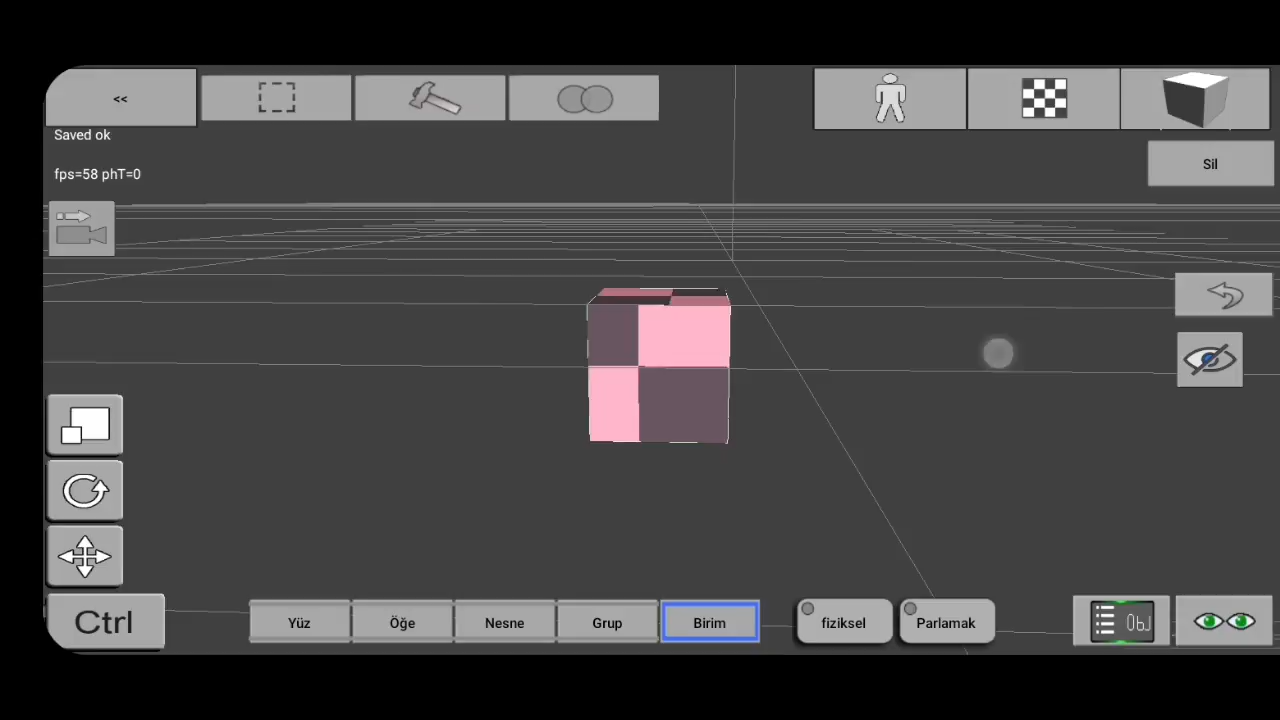 <<
Saved ok
Sil
fps=58 phT=0
Ctrl
Yüz
Öğe
Nesne
Grup
Birim
fiziksel
Parlamak
Obj